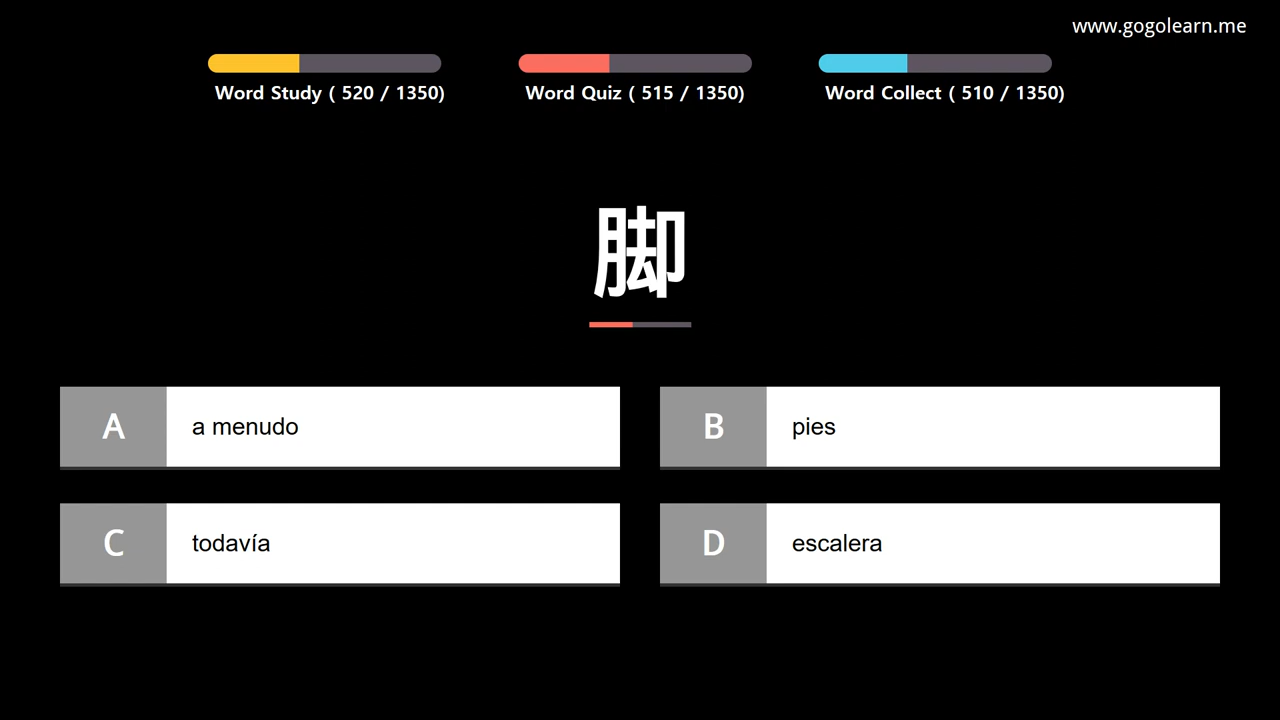 www.gogolearn.me
Word Study ( 520 / 1350)
Word Quiz ( 515 / 1350)
Word Collect ( 510 / 1350)
脚
A a menudo
B pies
C todavía
D escalera